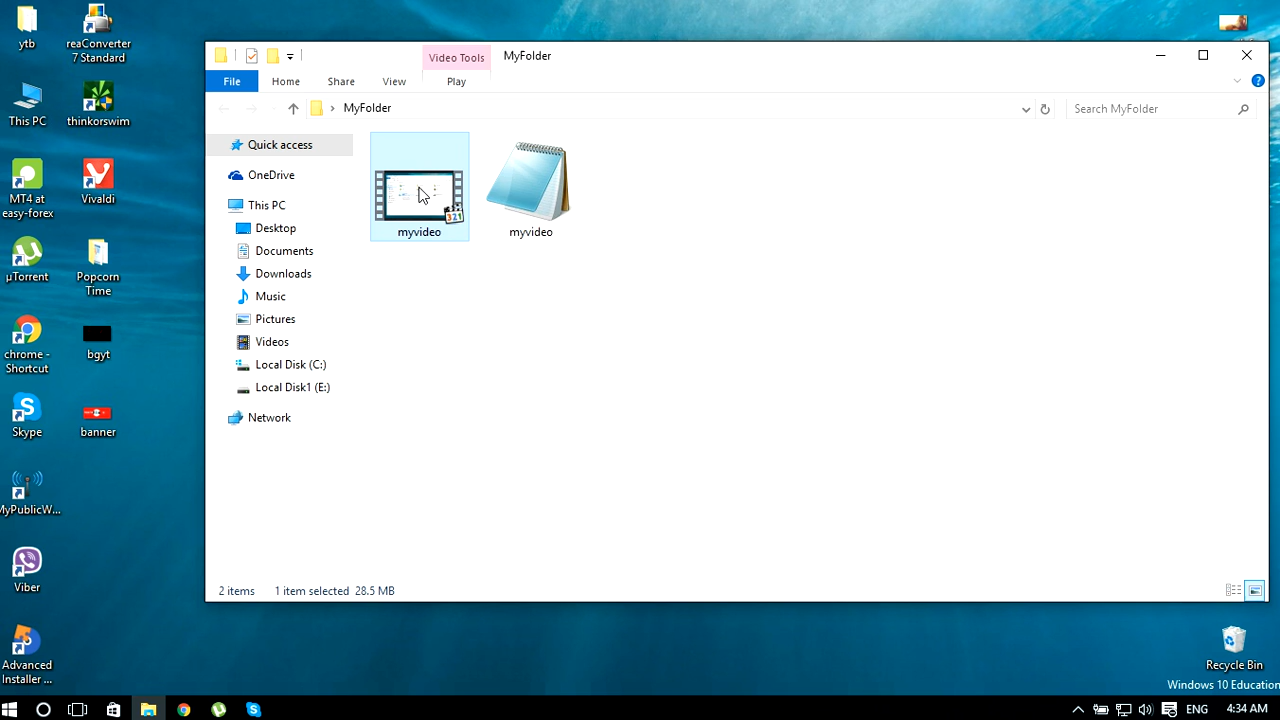 ytb
reaConverter
7 Standard
This PC
thinkorswim
MT4 at
easy-forex
Vivaldi
µTorrent
Popcorn
Time
chrome -
Shortcut
bgyt
Skype
banner
MyPublicW...
Viber
Advanced
Installer ...
Video Tools
MyFolder
File
Home
Share
View
Play
MyFolder
Search MyFolder
Quick access
OneDrive
This PC
Desktop
Documents
Downloads
Music
Pictures
Videos
Local Disk (C:)
Local Disk1 (E:)
Network
321
myvideo
myvideo
2 items
1 item selected 28.5 MB
Recycle Bin
Windows 10 Education
ENG
4:34 AM